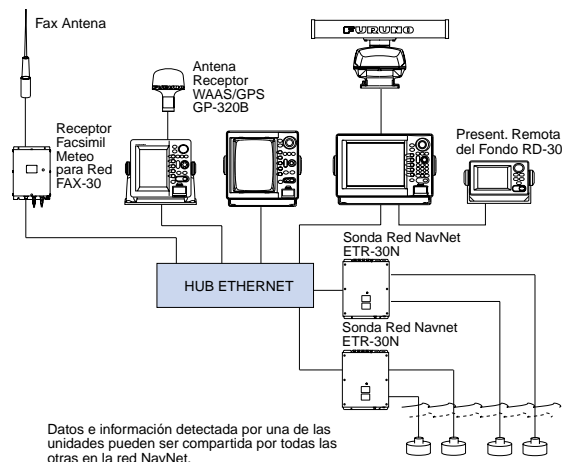 Fax Antena
FURUNO
Antena
Receptor
WAAS/GPS
GP-320B
Receptor
Facsimil
Meteo
para Red
FAX-30
Present. Remota
del Fondo RD-30
Sonda Red NavNet
ETR-30N
HUB ETHERNET
Sonda Red Navnet
ETR-30N
Datos e información detectada por una de las
unidades pueden ser compartida por todas las
otras en la red NavNet.